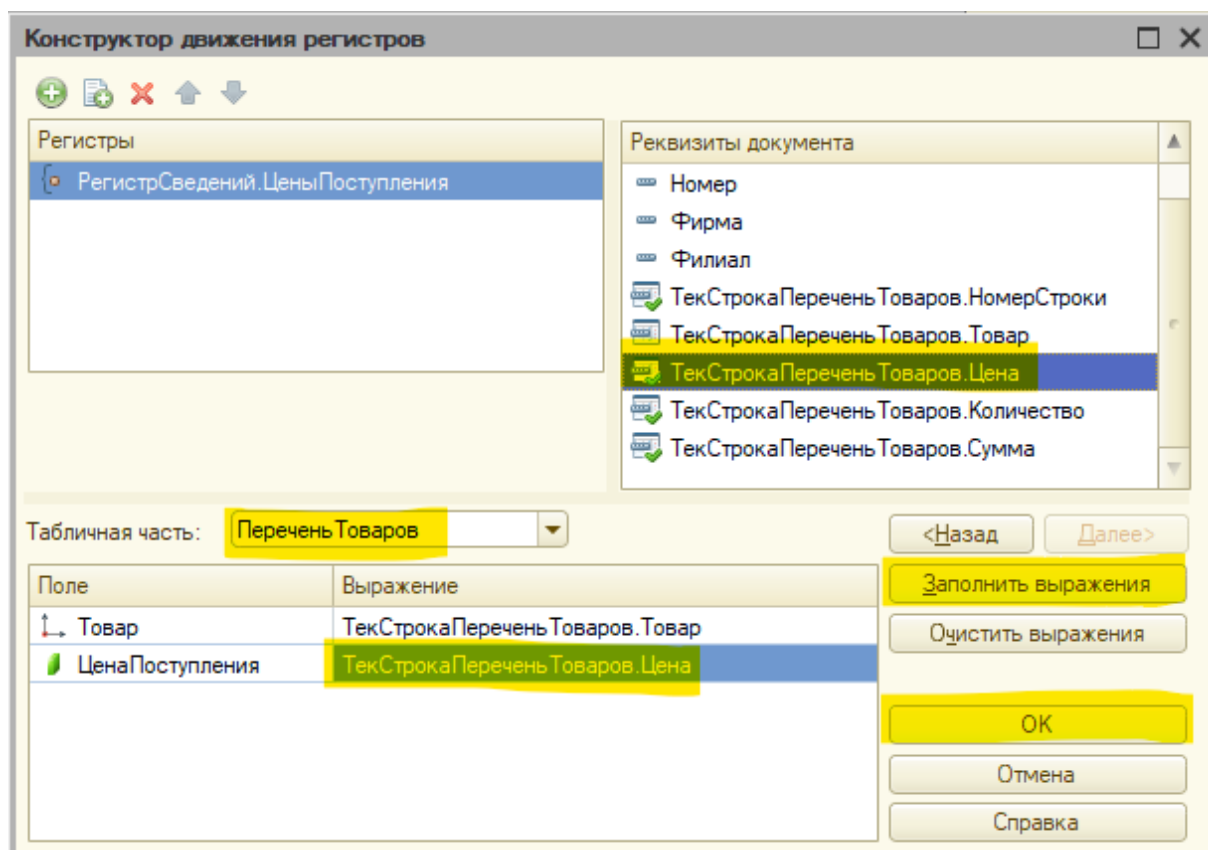 Конструктор движения регистров
Регистры
РегистрСведений.ЦеныПоступления
Реквизиты документа
Номер
Фирма
Филиал
ТекСтрокаПереченьТоваров.НомерСтроки
ТекСтрокаПереченьТоваров.Товар
ТекСтрокаПереченьТоваров.Цена
ТекСтрокаПереченьТоваров.Количество
ТекСтрокаПереченьТоваров.Сумма
Табличная часть: ПереченьТоваров
<Назад Далее>
Поле Выражение
Товар ТекСтрокаПереченьТоваров.Товар
ЦенаПоступления ТекСтрокаПереченьТоваров.Цена
Заполнить выражения
Очистить выражения
ОК
Отмена
Справка